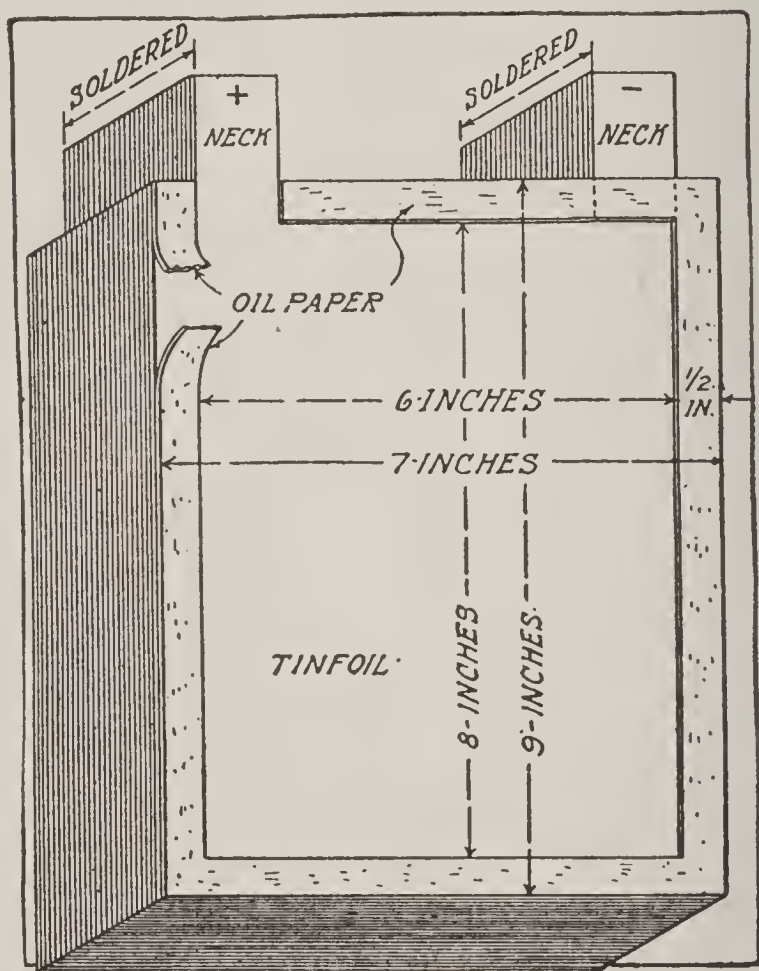 SOLDERED
SOLDERED
+
NECK
-
NECK
OIL PAPER
6-INCHES
1/2
IN.
7-INCHES
8-INCHES
9-INCHES.
TINFOIL.